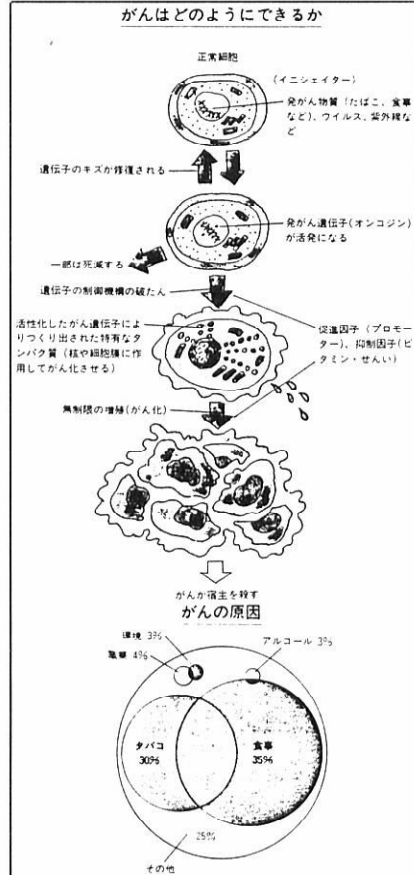 がんはどのようにできるか
正常細胞
(イニシェイター)
発がん物質(たばこ、食事
など)、ウイルス、紫外線な
ど
遺伝子のキズが修復される
発がん遺伝子(オンコジン)
が活発になる
一部は死滅する
遺伝子の制御機構の破たん
活性化したがん遺伝子によ
りつくり出された特有なタ
ンパク質(核や細胞膜に作
用してがん化させる)
促進因子(プロモー
ター)、抑制因子(ビ
タミン・せんい)
無制限の増殖(がん化)
がんが宿主を殺す
がんの原因
環境 3%
職業 4%
アルコール 3%
タバコ
30%
食事
35%
25%
その他